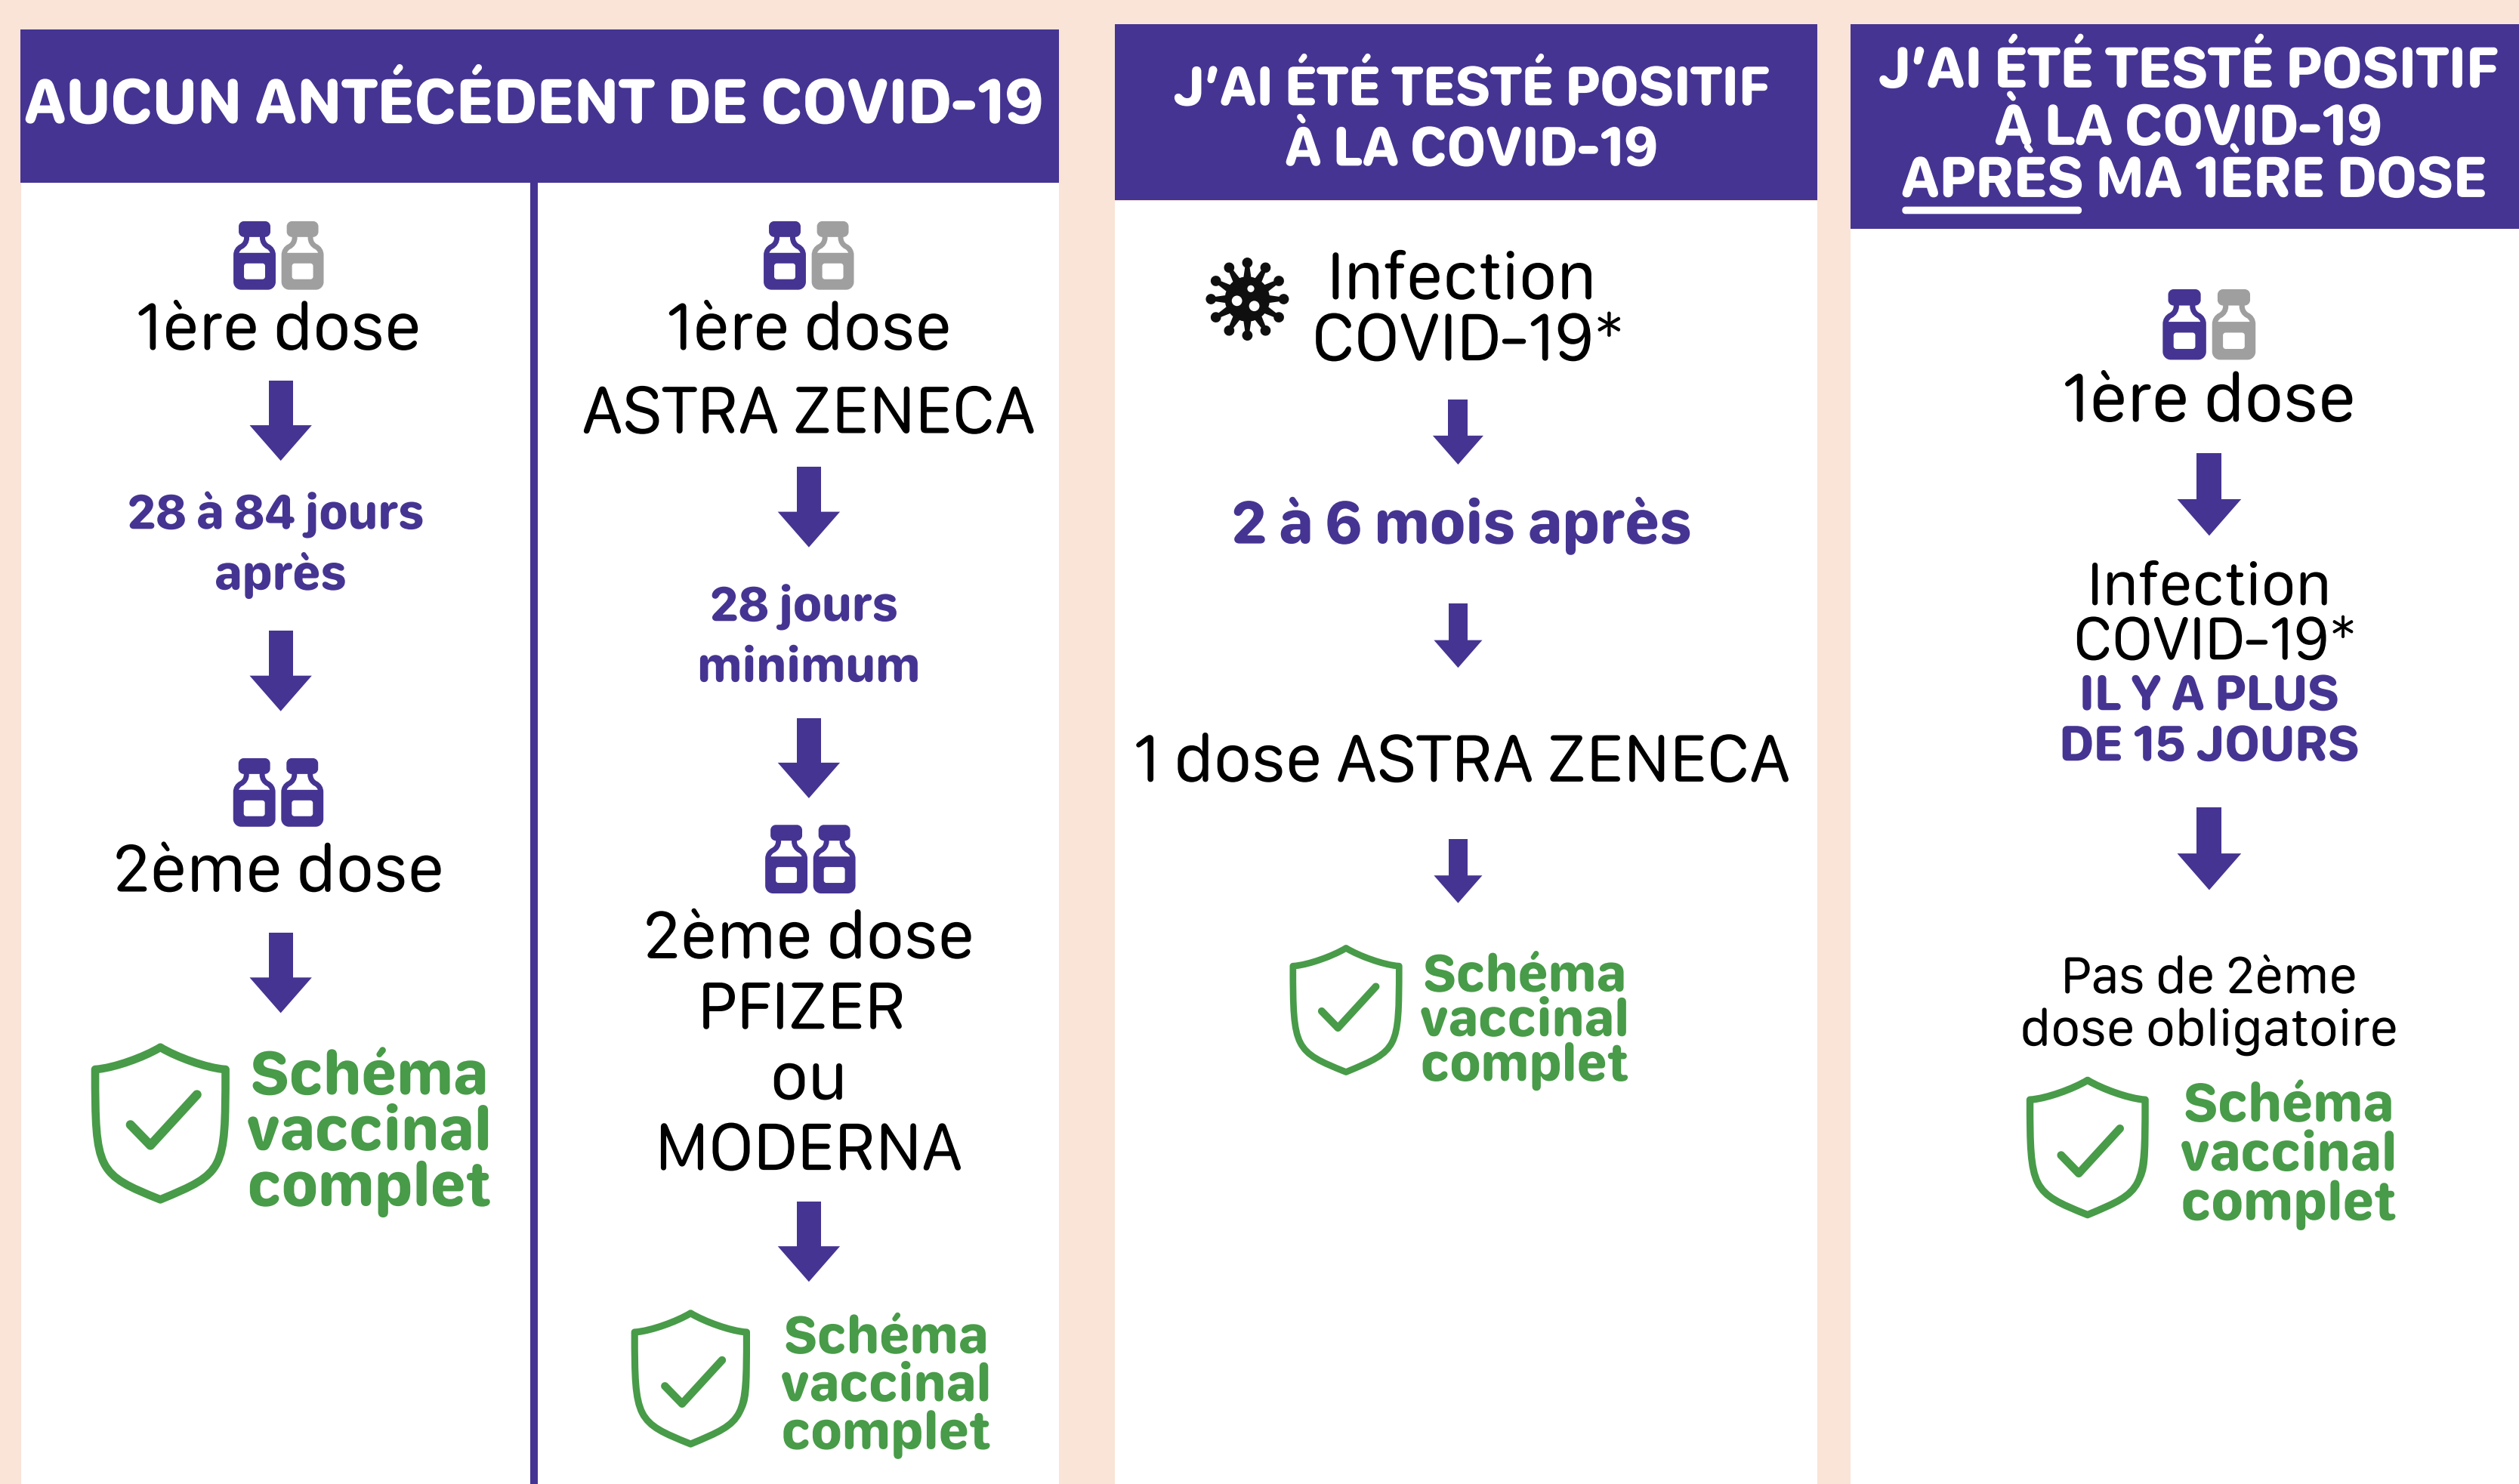 AUCUN ANTÉCÉDENT DE COVID-19
1ère dose
28 à 84 jours
après
2ème dose
Schéma
vaccinal
complet
1ère dose
ASTRA ZENECA
28 jours
minimum
2ème dose
PFIZER
ou
MODERNA
Schéma
vaccinal
complet
J'AI ÉTÉ TESTÉ POSITIF
À LA COVID-19
Infection
COVID-19*
2 à 6 mois après
1 dose ASTRA ZENECA
Schéma
vaccinal
complet
J'AI ÉTÉ TESTÉ POSITIF
À LA COVID-19
APRÈS MA 1ÈRE DOSE
1ère dose
Infection
COVID-19*
IL Y A PLUS
DE 15 JOURS
Pas de 2ème
dose obligatoire
Schéma
vaccinal
complet